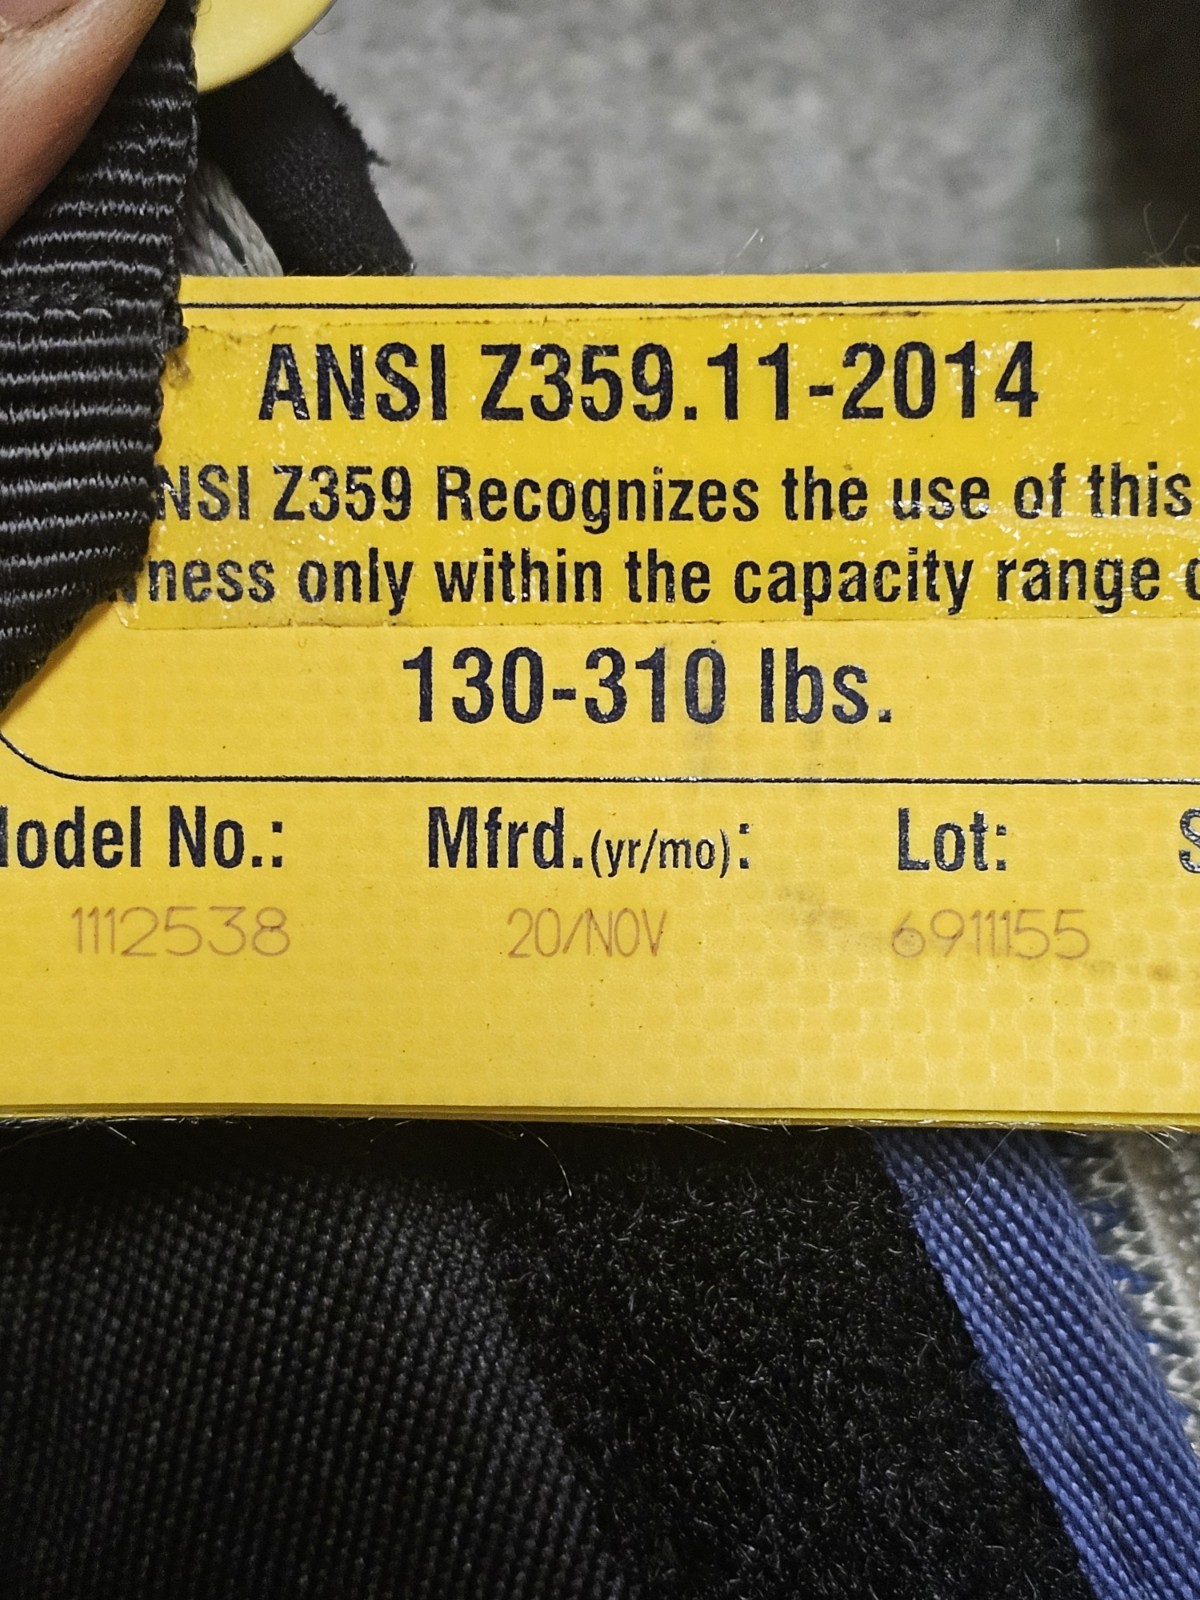 ANSI Z359.11-2014
NSI Z359 Recognizes the use of this
ness only within the capacity range
130-310 lbs.
odel No.: Mfrd.(yr/mo): Lot: S
1112538 20/NOV 6911155